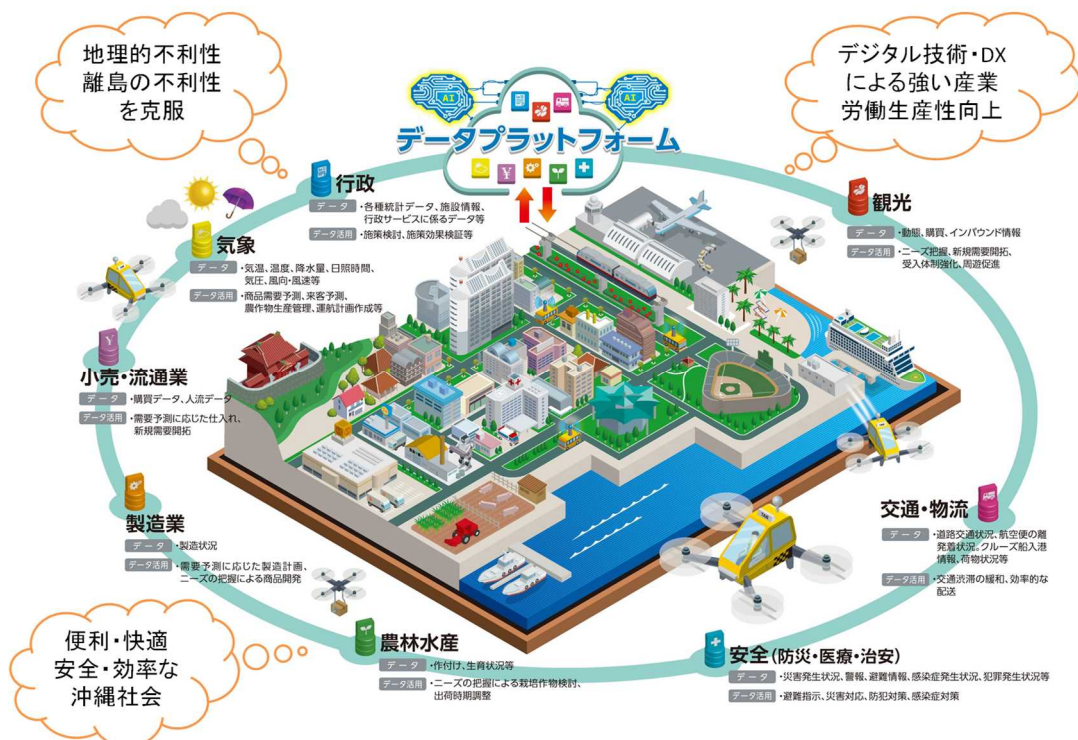 地理的不利性
離島の不利性
を克服
デジタル技術・DX
による強い産業
労働生産性向上
AI
AI
データプラットフォーム
¥
行政
データ ・各種統計データ、施設情報、
行政サービスに係るデータ等
データ活用 ・施策検討、施策効果検証等
観光
データ ・動態、購買、インバウンド情報
データ活用 ・ニーズ把握、新規需要開拓、
受入体制強化、周遊促進
気象
データ ・気温、温度、降水量、日照時間、
気圧、風向・風速等
データ活用 ・商品需要予測、来客予測、
農作物生産管理、運航計画作成等
¥
小売・流通業
データ ・購買データ、人流データ
データ活用 ・需要予測に応じた仕入れ、
新規需要開拓
製造業
データ ・製造状況
データ活用 ・需要予測に応じた製造計画、
ニーズの把握による商品開発
交通・物流
データ ・道路交通状況、航空便の離
発着状況。クルーズ船入港
情報、荷物状況等
データ活用 ・交通渋滞の緩和、効率的な
配送
TAXI
農林水産
データ ・作付け、生育状況等
データ活用 ・ニーズの把握による栽培作物検討、
出荷時期調整
安全(防災・医療・治安)
データ ・災害発生状況、警報、避難情報、感染症発生状況、犯罪発生状況等
データ活用 ・避難指示、災害対応、防犯対策、感染症対策
便利・快適
安全・効率な
沖縄社会